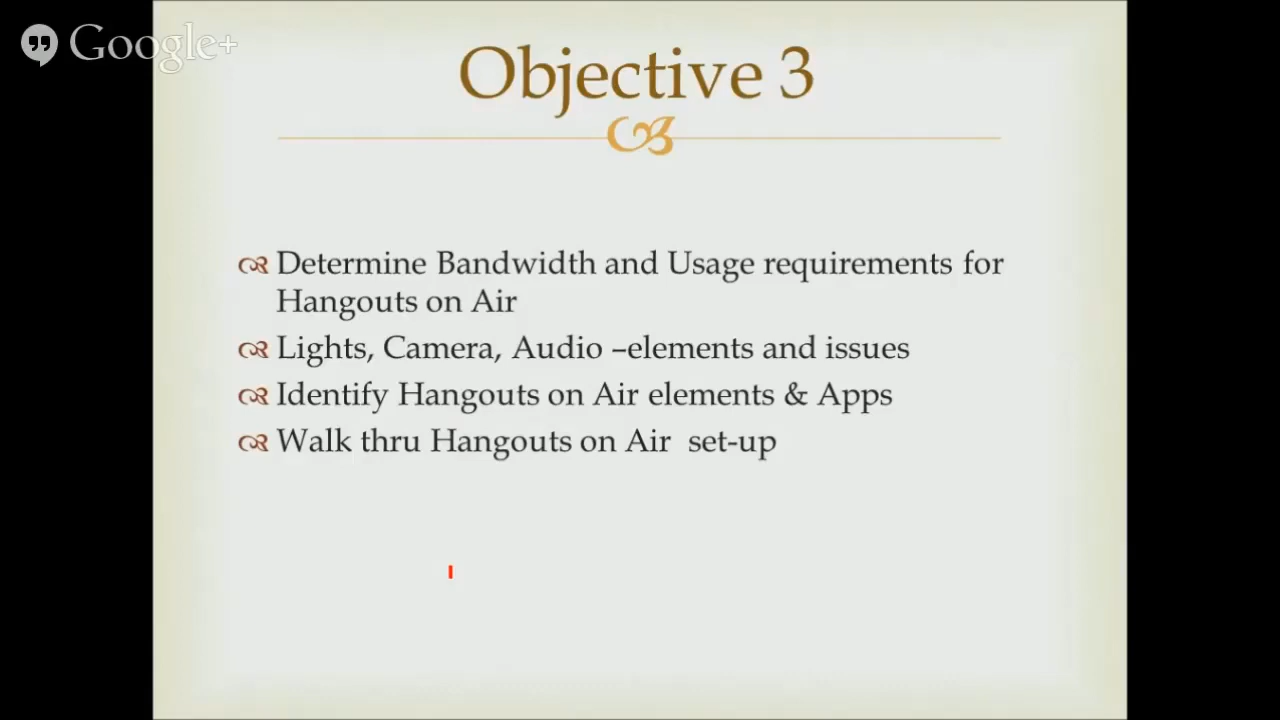 Google+
Objective 3
Determine Bandwidth and Usage requirements for
Hangouts on Air
Lights, Camera, Audio –elements and issues
Identify Hangouts on Air elements & Apps
Walk thru Hangouts on Air  set-up